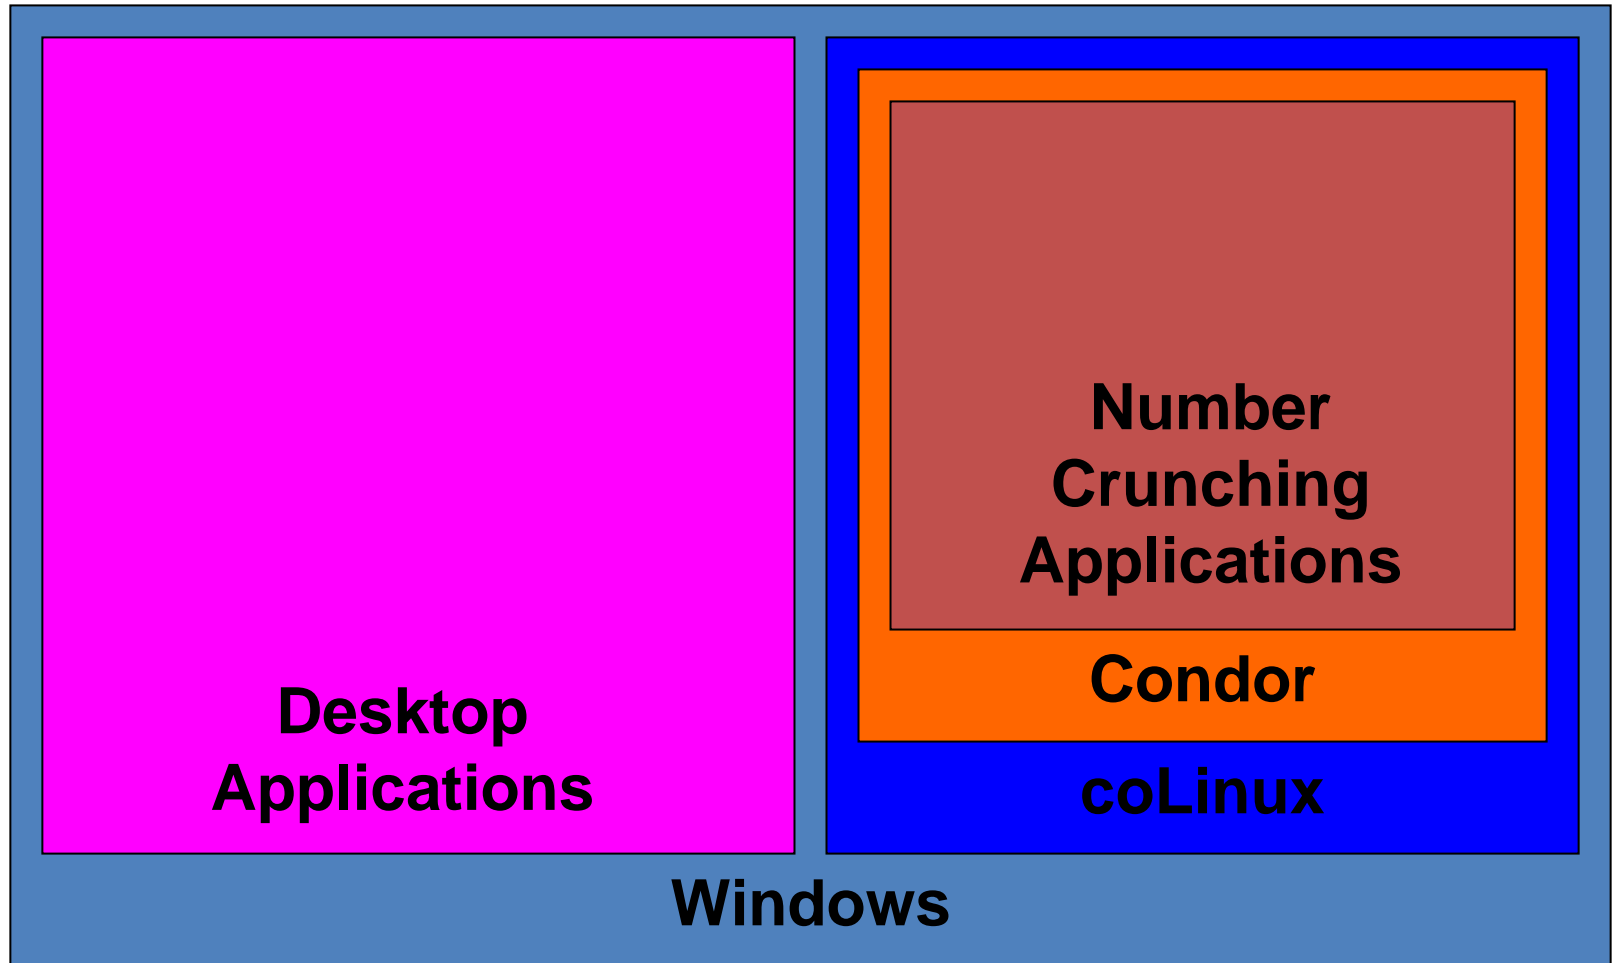 Desktop
Applications
Number
Crunching
Applications
Condor
coLinux
Windows